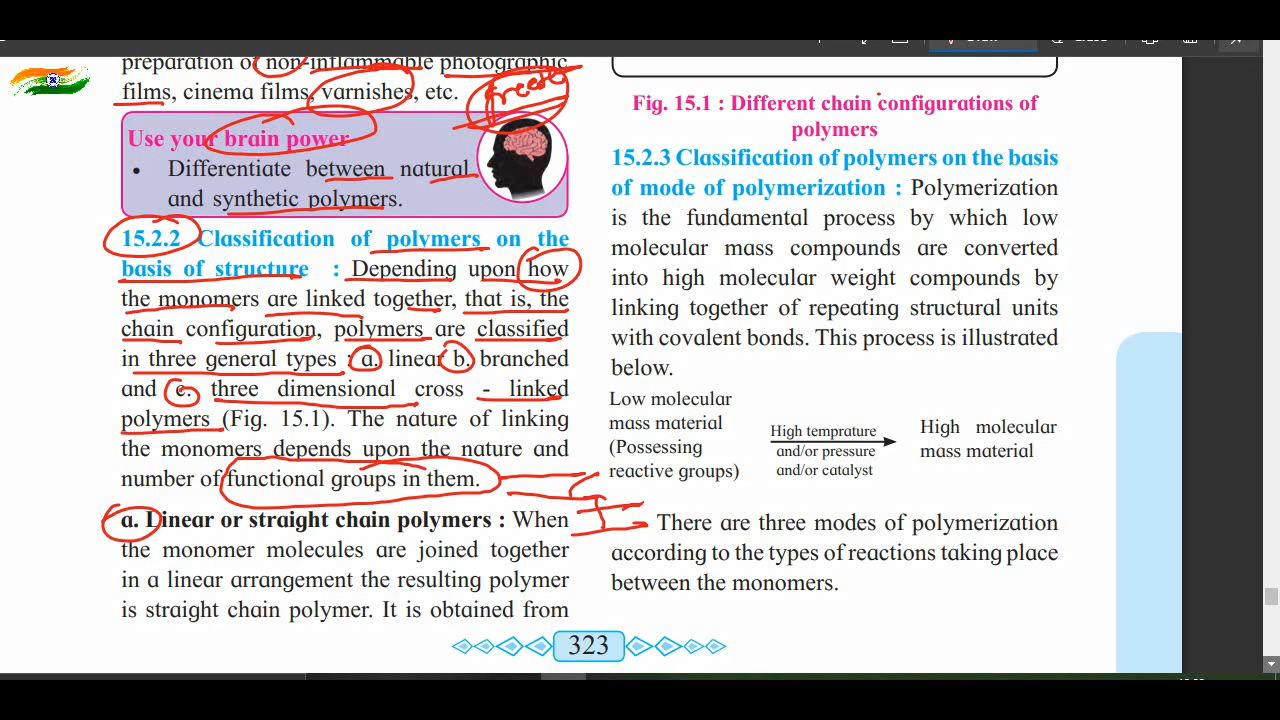 preparation of non-inflammable photographic
films, cinema films, varnishes, etc.
Use your brain power
• Differentiate between natural
and synthetic polymers.
15.2.2 Classification of polymers on the
basis of structure : Depending upon how
the monomers are linked together, that is, the
chain configuration, polymers are classified
in three general types : a. linear b. branched
and c. three dimensional cross - linked
polymers (Fig. 15.1). The nature of linking
the monomers depends upon the nature and
number of functional groups in them.
a. Linear or straight chain polymers : When
the monomer molecules are joined together
in a linear arrangement the resulting polymer
is straight chain polymer. It is obtained from
Fig. 15.1 : Different chain configurations of
polymers
15.2.3 Classification of polymers on the basis
of mode of polymerization : Polymerization
is the fundamental process by which low
molecular mass compounds are converted
into high molecular weight compounds by
linking together of repeating structural units
with covalent bonds. This process is illustrated
below.
Low molecular
mass material
(Possessing
reactive groups)
High temprature
and/or pressure
and/or catalyst
High molecular
mass material
There are three modes of polymerization
according to the types of reactions taking place
between the monomers.
323